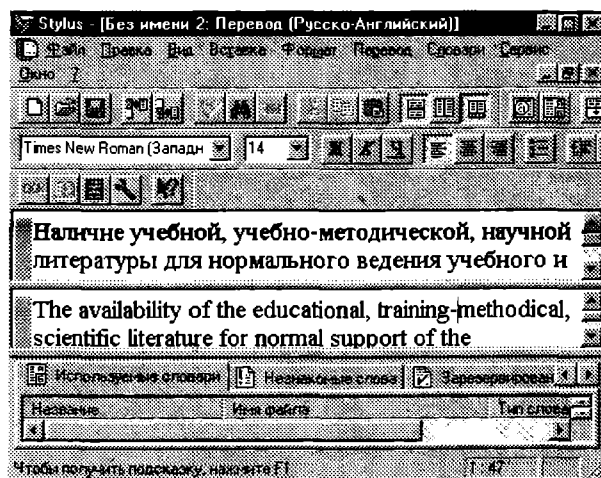 Stylus - [Без имени 2: Перевод (Русско-Английский)]
Файл Правка Вид Вставка Формат Перевод Словари Сервис
Окно ?
Times New Roman (Западн 14
Наличие учебной, учебно-методической, научной
литературы для нормального ведения учебного и
The availability of the educational, training-methodical,
scientific literature for normal support of the
Используемые словари Незнакомые слова Зарезервирован
Название Имя файла Тип слова
Чтобы получить подсказку, нажмите F1 1: 47